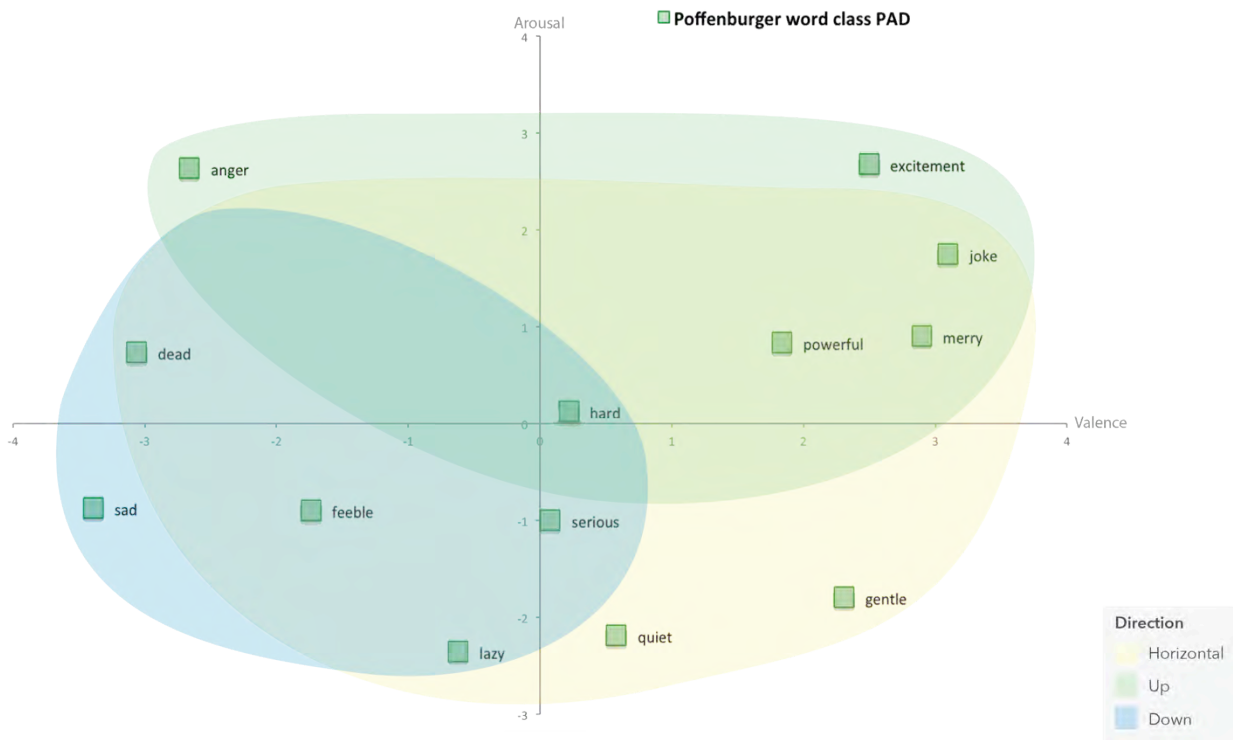 Arousal
Poffenburger word class PAD
4
3
anger
excitement
2
joke
1
dead
powerful
merry
hard
-4
-3
-2
-1
0
0
1
2
3
4
Valence
sad
feeble
-1
serious
gentle
-2
quiet
lazy
-3
Direction
Horizontal
Up
Down